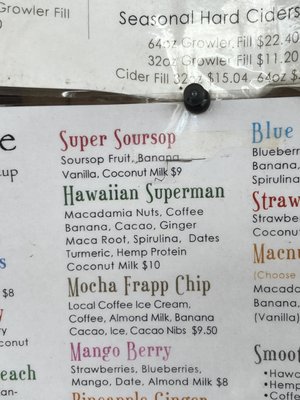 Growler Fill
0
Seasonal Hard Ciders
64oz Growler Fill $22.40
32oz Growler Fill $11.20
Cider Fill 32oz $15.04 64oz $
Super Soursop
Soursop Fruit, Banana
Vanilla, Coconut Milk $9
Hawaiian Superman
Macadamia Nuts, Coffee
Banana, Cacao, Ginger
Maca Root, Spirulina, Dates
Turmeric, Hemp Protein
Coconut Milk $10
Mocha Frapp Chip
Local Coffee Ice Cream,
Coffee, Almond Milk, Banana
Cacao, Ice, Cacao Nibs $9.50
Mango Berry
Strawberries, Blueberries,
Mango, Date, Almond Milk $8
Pineapple Ginger
$8
Blue
Blueberr
Banana,
Spirulina
Straw
Strawbe
Coconut
Macnu
(Choose
Macada
Banana,
(Vanilla)
Smoot
•Hawa
•Hemp
•Coff